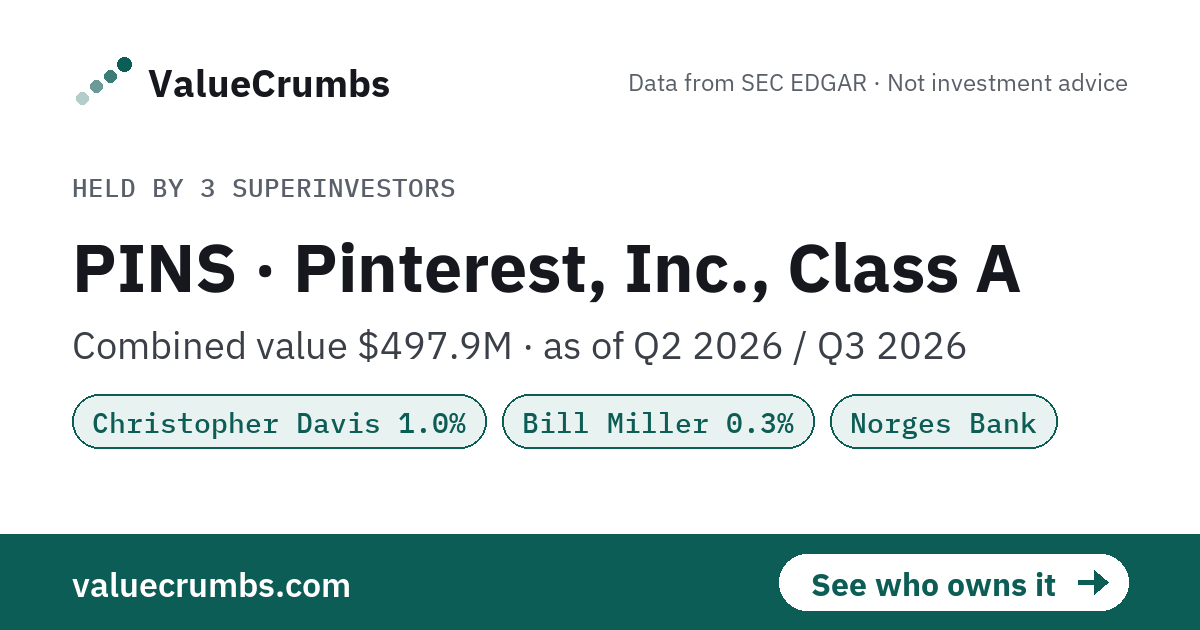 ValueCrumbs
Data from SEC EDGAR · Not investment advice
HELD BY 3 SUPERINVESTORS
PINS · Pinterest, Inc., Class A
Combined value $497.9M · as of Q2 2026 / Q3 2026
Christopher Davis 1.0% Bill Miller 0.3% Norges Bank
valuecrumbs.com
See who owns it →